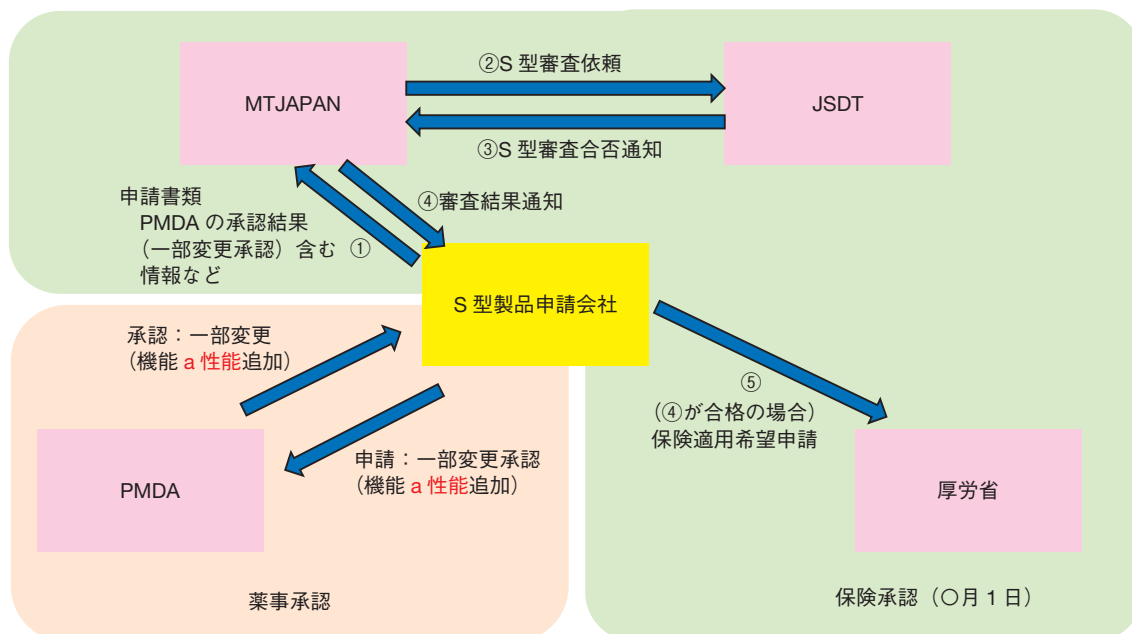 ②S 型審査依頼
MTJAPAN
JSDT
③S 型審査合否通知
申請書類
PMDA の承認結果
（一部変更承認）含む ①
情報など
④審査結果通知
S 型製品申請会社
承認：一部変更
（機能 a 性能追加）
申請：一部変更承認
（機能 a 性能追加）
PMDA
薬事承認
⑤
（④が合格の場合）
保険適用希望申請
厚労省
保険承認（〇月 1 日）